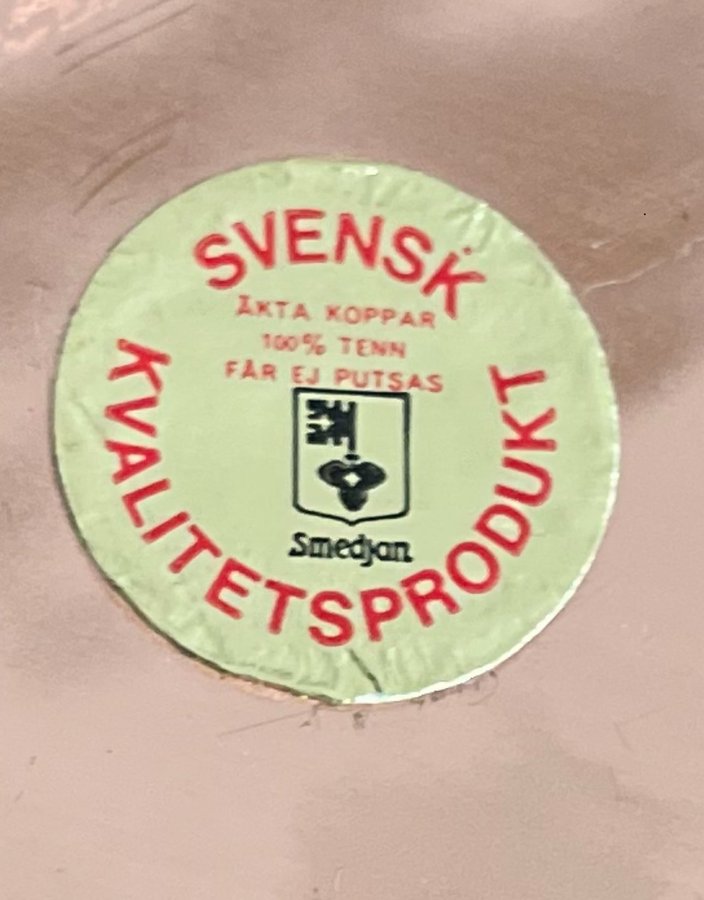 SVENSK
ÄKTA KOPPAR
100% TENN
FÅR EJ PUTSAS
Smedjan
KVALITETSPRODUKT